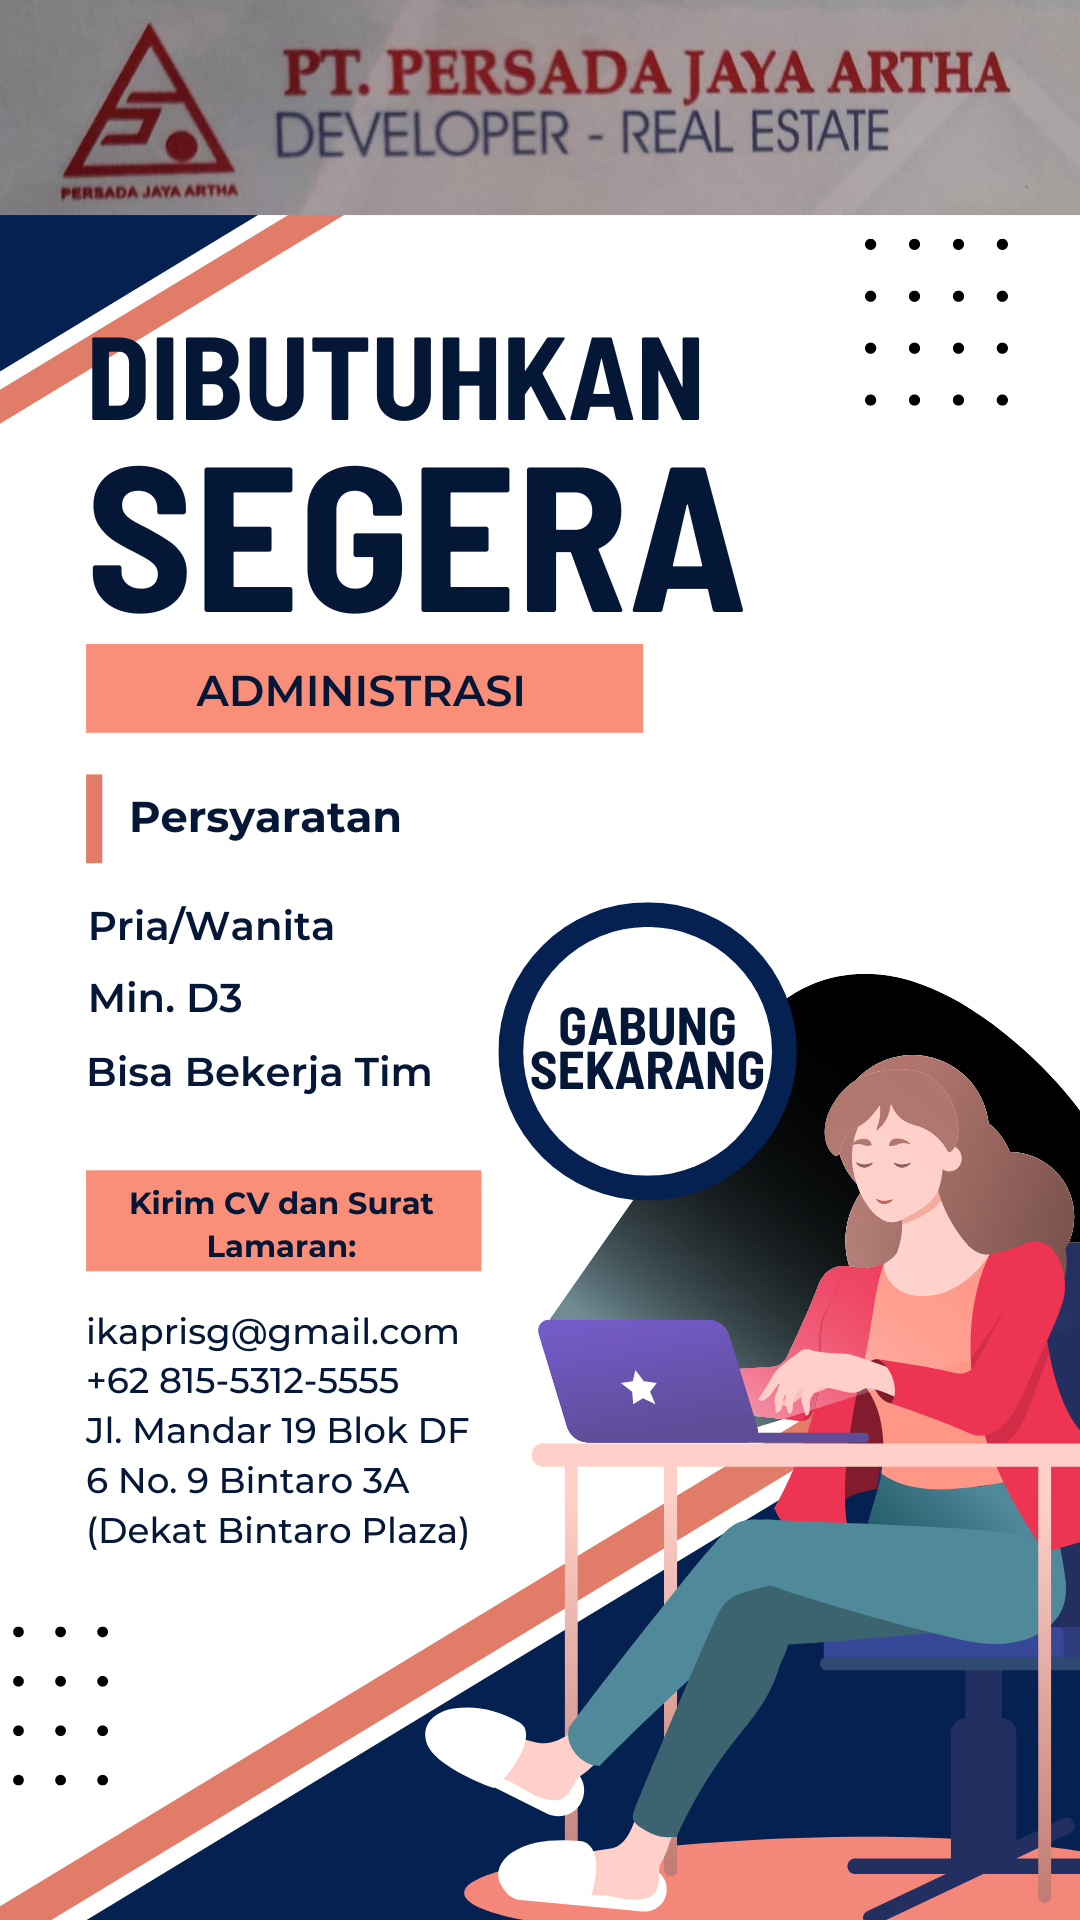 PT. PERSADA JAYA ARTHA
DEVELOPER - REAL ESTATE
PERSADA JAYA ARTHA
DIBUTUHKAN
SEGERA
ADMINISTRASI
Persyaratan
Pria/Wanita
Min. D3
Bisa Bekerja Tim
GABUNG
SEKARANG
Kirim CV dan Surat
Lamaran:
ikaprisg@gmail.com
+62 815-5312-5555
Jl. Mandar 19 Blok DF
6 No. 9 Bintaro 3A
(Dekat Bintaro Plaza)